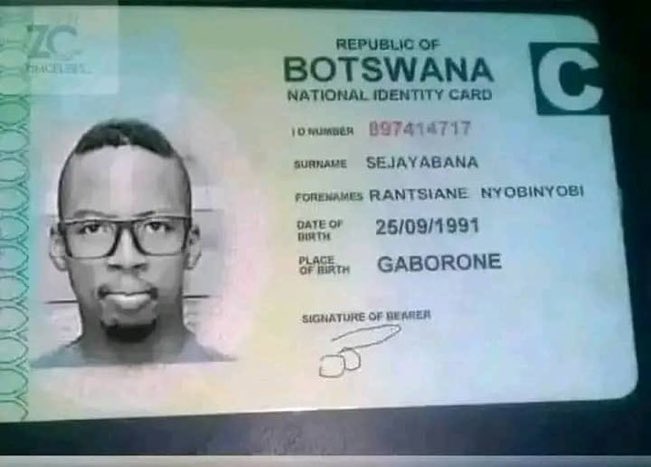 ZC
REPUBLIC OF
BOTSWANA
NATIONAL IDENTITY CARD
C
ID NUMBER 897414717
SURNAME SEJAYABANA
FORENAMES RANTSIANE NYOBINYOBI
DATE OF BIRTH 25/09/1991
PLACE OF BIRTH GABORONE
SIGNATURE OF BEARER